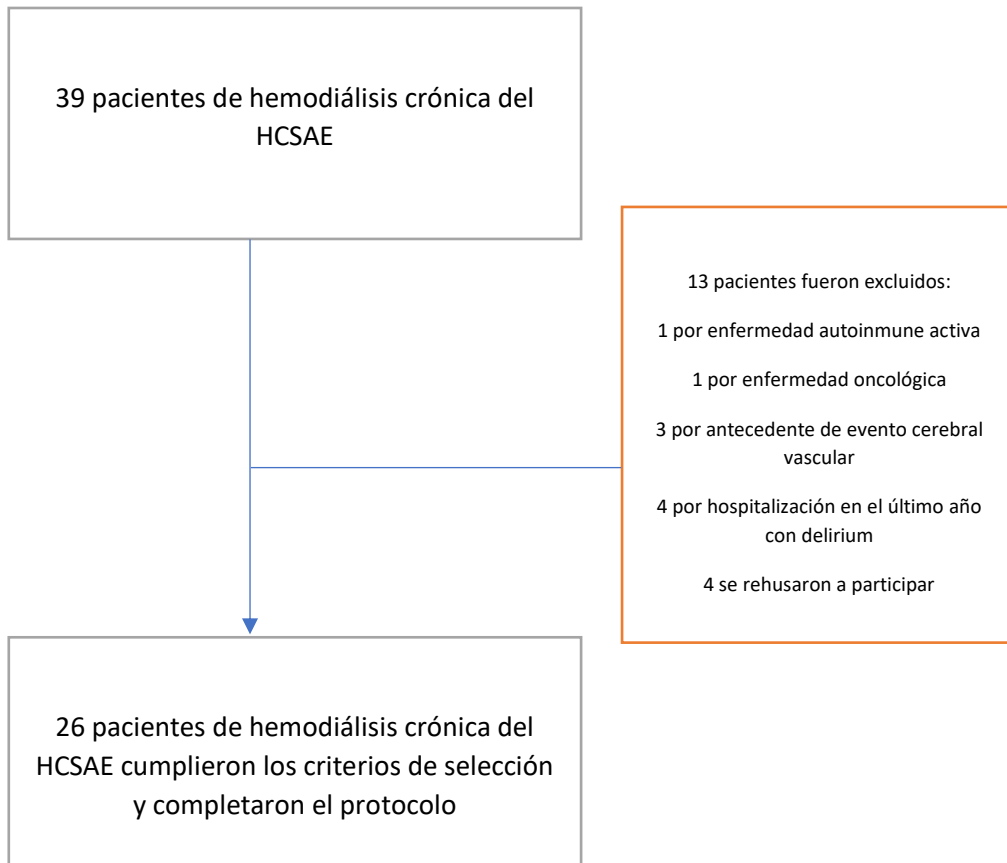 39 pacientes de hemodiálisis crónica del
HCSAE
13 pacientes fueron excluidos:
1 por enfermedad autoinmune activa
1 por enfermedad oncológica
3 por antecedente de evento cerebral
vascular
4 por hospitalización en el último año
con delirium
4 se rehusaron a participar
26 pacientes de hemodiálisis crónica del
HCSAE cumplieron los criterios de selección
y completaron el protocolo